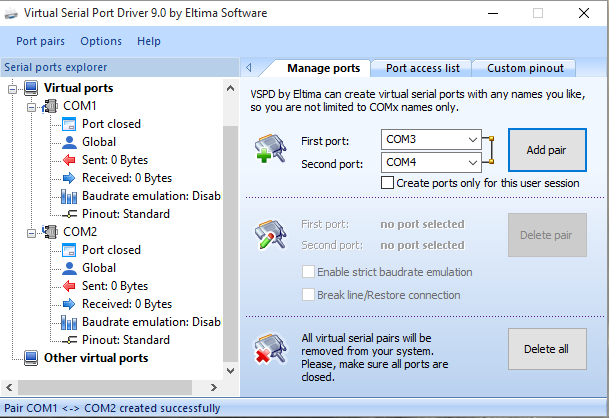 Virtual Serial Port Driver 9.0 by Eltima Software
Port pairs Options Help
Serial ports explorer
Virtual ports
COM1
Port closed
Global
Sent: 0 Bytes
Received: 0 Bytes
Baudrate emulation: Disab
Pinout: Standard
COM2
Port closed
Global
Sent: 0 Bytes
Received: 0 Bytes
Baudrate emulation: Disab
Pinout: Standard
Other virtual ports
Manage ports Port access list Custom pinout
VSPD by Eltima can create virtual serial ports with any names you like,
so you are not limited to COMx names only.
First port: COM3
Second port: COM4
Add pair
Create ports only for this user session
First port: no port selected
Second port: no port selected
Delete pair
Enable strict baudrate emulation
Break line/Restore connection
All virtual serial pairs will be
removed from your system.
Please, make sure all ports are
closed.
Delete all
Pair COM1 <-> COM2 created successfully